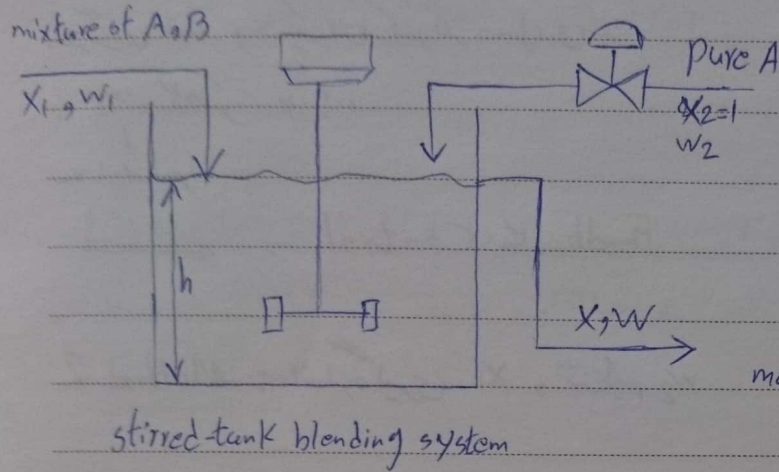 mixture of A,B
X₁, W₁
Pure A
X₂=1
W₂
h
X, W
stirred-tank blending system